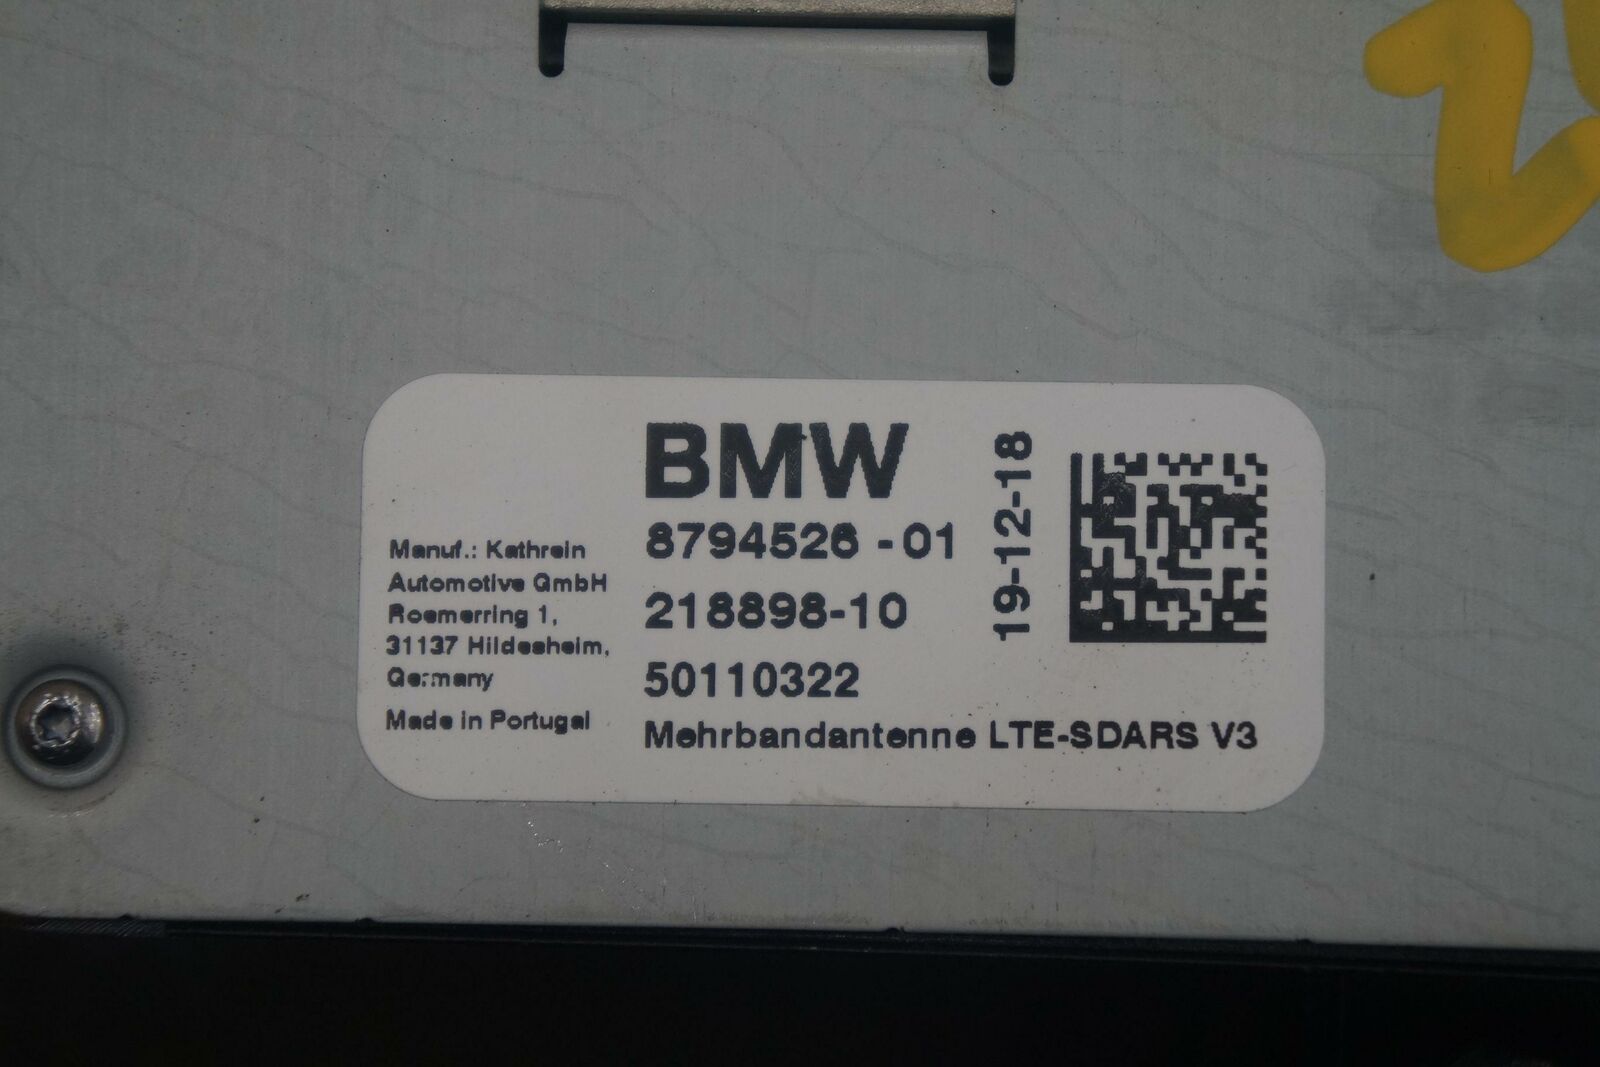 BMW
8794526 - 01
218898-10
50110322
Mehrbandantenne LTE-SDARS V3
19-12-18
Manuf.: Kathrein
Automotive GmbH
Roemerring 1,
31137 Hildesheim,
Germany
Made in Portugal